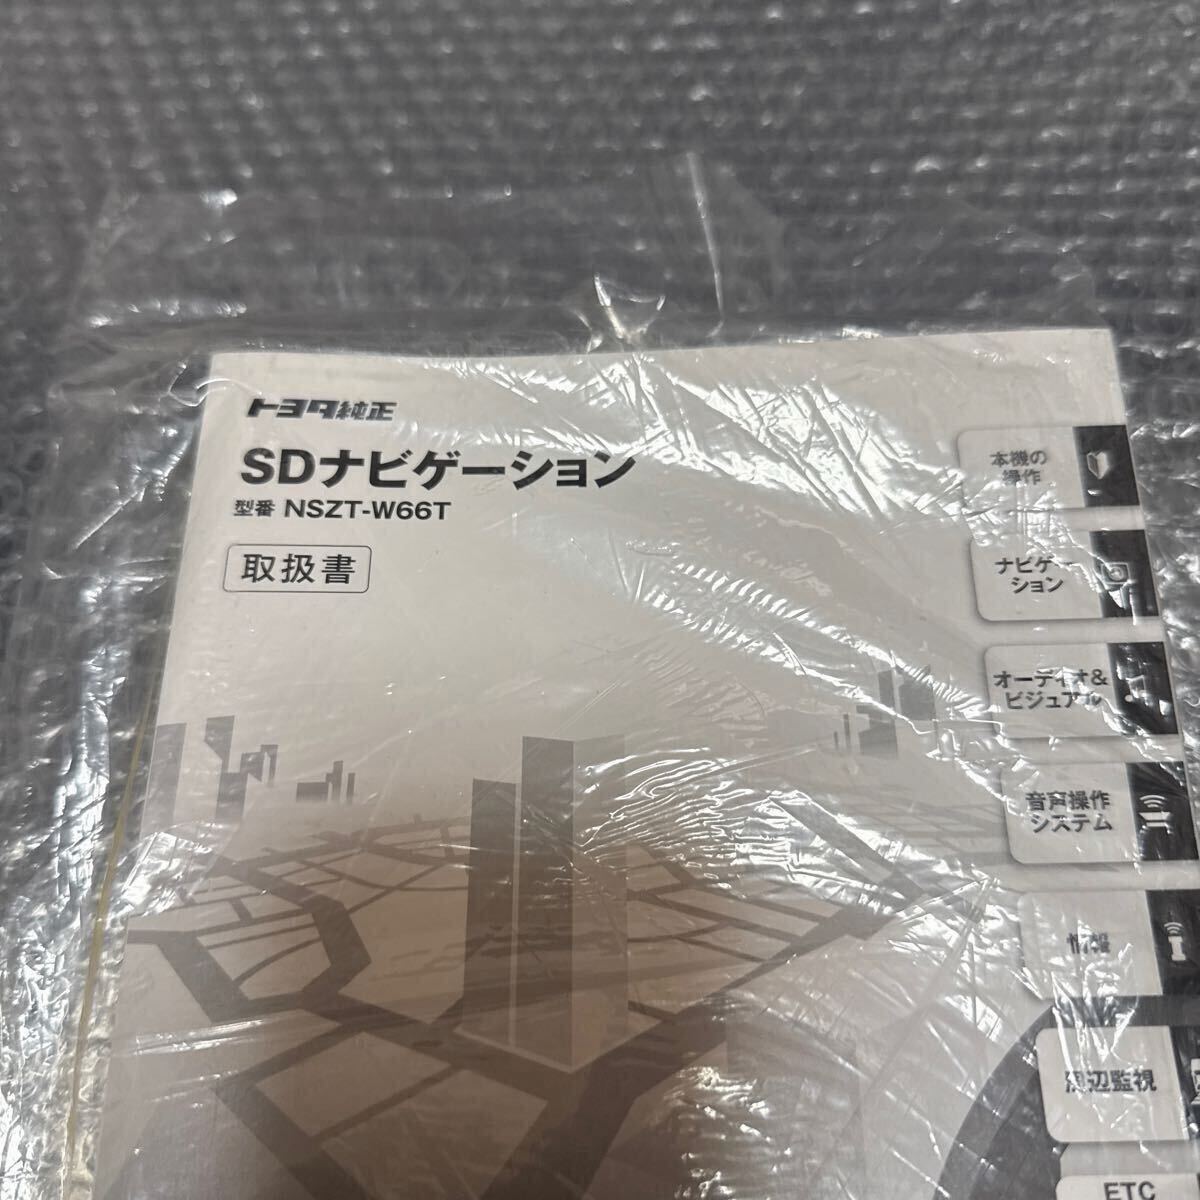 トヨタ純正
SDナビゲーション
型番 NSZT-W66T
取扱書
本機の
操作
ナビゲー
ション
オーディオ&
ビジュアル
音声操作
システム
情報
周辺監視
ETC